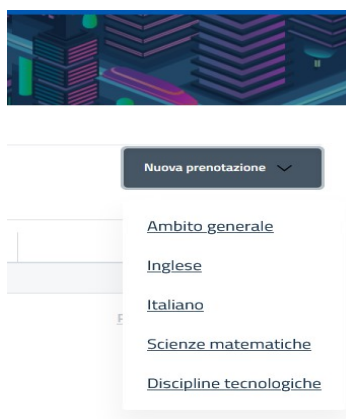 Nuova prenotazione
Ambito generale
Inglese
Italiano
Scienze matematiche
Discipline tecnologiche